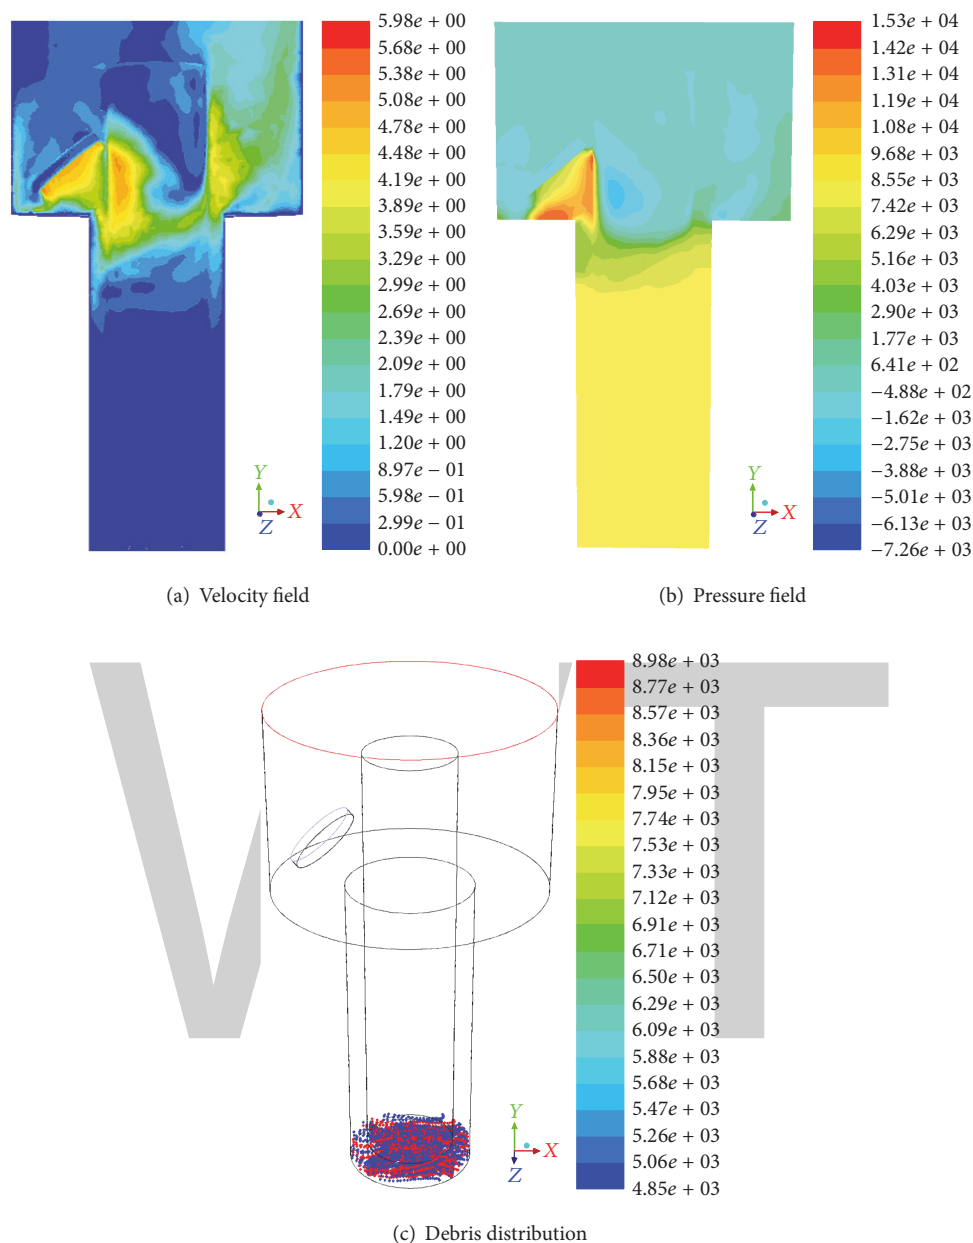 5.98e + 00
5.68e + 00
5.38e + 00
5.08e + 00
4.78e + 00
4.48e + 00
4.19e + 00
3.89e + 00
3.59e + 00
2.99e + 00
2.69e + 00
2.39e + 00
2.09e + 00
1.79e + 00
1.49e + 00
1.20e + 00
8.97e − 01
5.98e − 01
2.99e − 01
0.00e + 00
Y
X
Z
(a) Velocity field
1.53e + 04
1.42e + 04
1.31e + 04
1.19e + 04
1.08e + 04
9.68e + 03
8.55e + 03
7.42e + 03
6.29e + 03
5.16e + 03
4.03e + 03
2.90e + 03
1.77e + 03
6.41e + 02
−4.88e + 02
−1.62e + 03
−2.75e + 03
−3.88e + 03
−5.01e + 03
−6.13e + 03
−7.26e + 03
Y
X
Z
(b) Pressure field
8.98e + 03
8.77e + 03
8.57e + 03
8.36e + 03
8.15e + 03
7.95e + 03
7.74e + 03
7.53e + 03
7.33e + 03
7.12e + 03
6.91e + 03
6.71e + 03
6.50e + 03
6.29e + 03
6.09e + 03
5.88e + 03
5.68e + 03
5.47e + 03
5.26e + 03
5.06e + 03
4.85e + 03
Y
X
Z
(c) Debris distribution